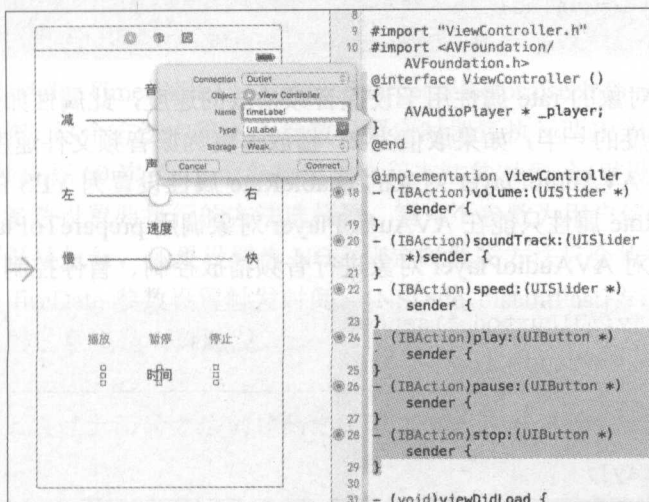 音
减
声
左 右
速度
慢 快
播放 暂停 停止
时间
Connection Outlet
Object View Controller
Name timeLabel
Type UILabel
Storage Weak
Cancel Connect
8
9 #import "ViewController.h"
10 #import <AVFoundation/
AVFoundation.h>
@interface ViewController ()
{
AVAudioPlayer * _player;
}
@end
@implementation ViewController
18 - (IBAction)volume:(UISlider *)
sender {
19 }
20 - (IBAction)soundTrack:(UISlider
*)sender {
21 }
22 - (IBAction)speed:(UISlider *)
sender {
23 }
24 - (IBAction)play:(UIButton *)
sender {
25 }
26 - (IBAction)pause:(UIButton *)
sender {
27 }
28 - (IBAction)stop:(UIButton *)
sender {
29 }
30
31 - (void)viewDidLoad {